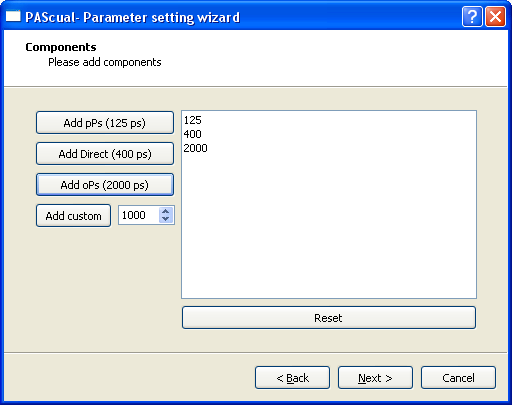 PAScual- Parameter setting wizard
Components
Please add components
Add pPs (125 ps)
Add Direct (400 ps)
Add oPs (2000 ps)
Add custom
1000
125
400
2000
Reset
< Back
Next >
Cancel